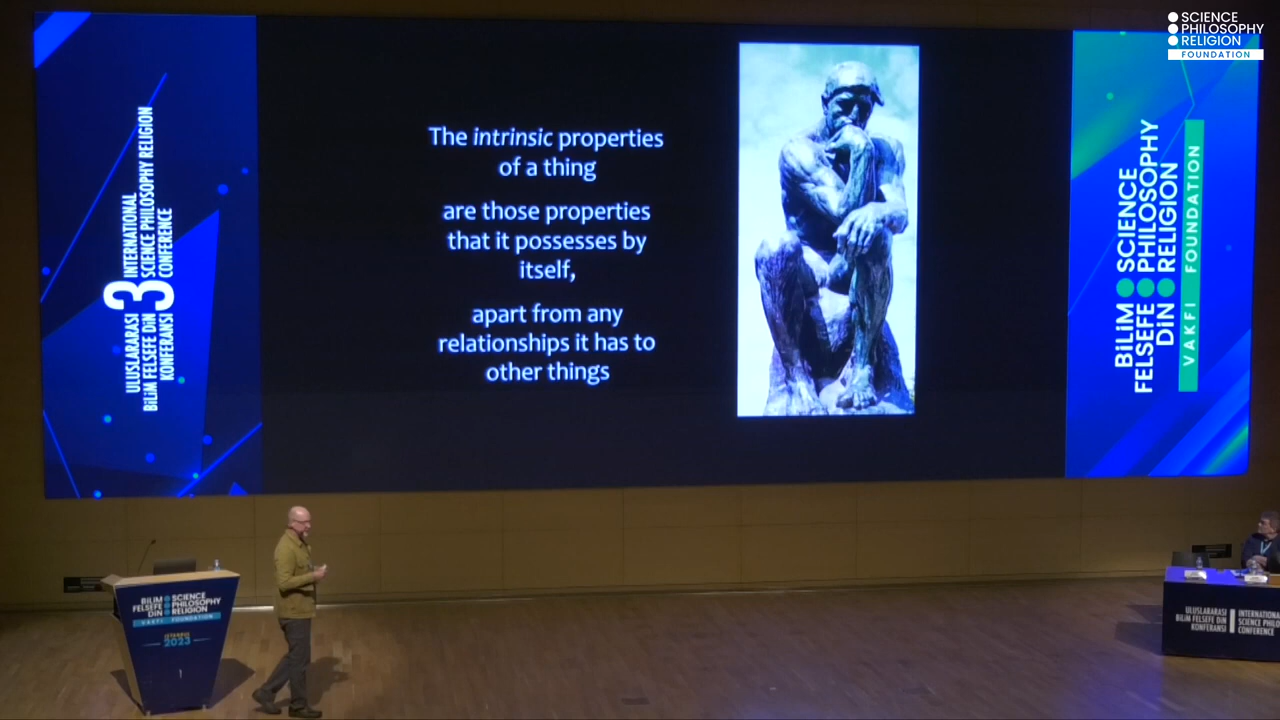 SCIENCE
PHILOSOPHY
RELIGION
FOUNDATION
ULUSLARARASI
BİLİM FELSEFE DİN
KONFERANSI
3
INTERNATIONAL
SCIENCE PHILOSOPHY RELIGION
CONFERENCE
The intrinsic properties
of a thing
are those properties
that it possesses by
itself,
apart from any
relationships it has to
other things
BİLİM SCIENCE
FELSEFE PHILOSOPHY
DİN RELIGION
VAKFI FOUNDATION
BİLİM SCIENCE
FELSEFE PHILOSOPHY
DİN RELIGION
VAKFI FOUNDATION
İSTANBUL
2023
ULUSLARARASI
BİLİM FELSEFE DİN
KONFERANSI
INTERNATIONA
SCIENCE PHILO
CONFERENCE